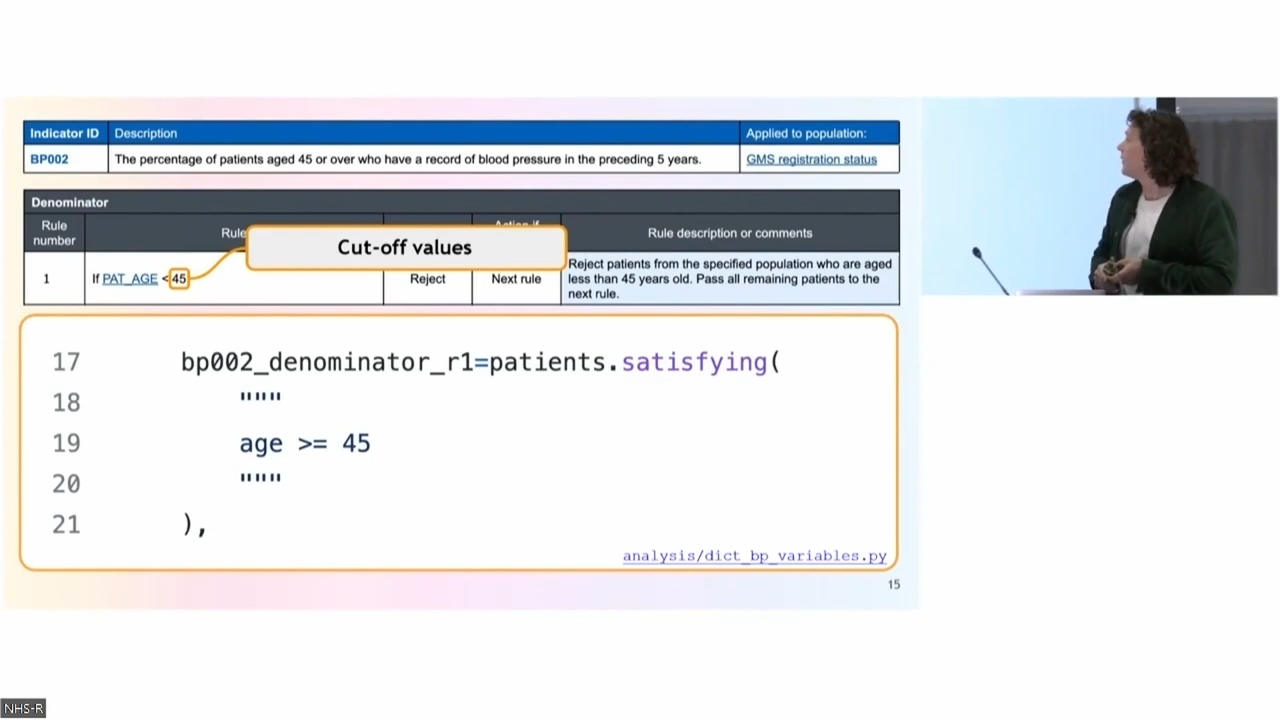 Indicator ID Description Applied to population:
BP002 The percentage of patients aged 45 or over who have a record of blood pressure in the preceding 5 years. GMS registration status
Denominator
Rule number Rule Action if Rule description or comments
Cut-off values
1 If PAT_AGE < 45 Reject Next rule Reject patients from the specified population who are aged
less than 45 years old. Pass all remaining patients to the
next rule.
17 bp002_denominator_r1=patients.satisfying(
18 """
19 age >= 45
20 """
21 ),
analysis/dict_bp_variables.py
15
NHS-R